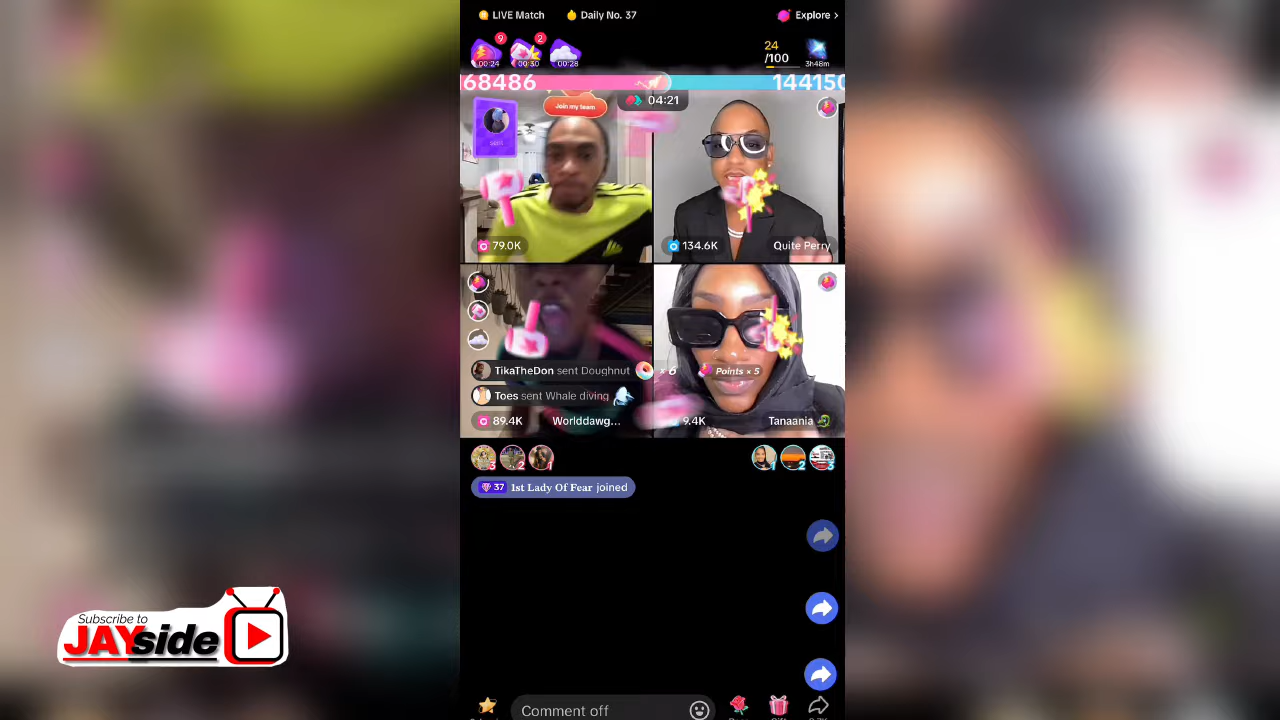 LIVE Match
Daily No. 37
Explore >
9
2
00:24
00:30
00:28
24
/100
3h48m
68486
144150
Join my team
04:21
sent
79.0K
134.6K
Quite Perry
TikaTheDon sent Doughnut × 6
Points × 5
Toes sent Whale diving
89.4K
Worlddawg...
9.4K
Tanaania
3
2
1
1
2
3
37 1st Lady Of Fear joined
Subscribe to
JAYside
Comment off